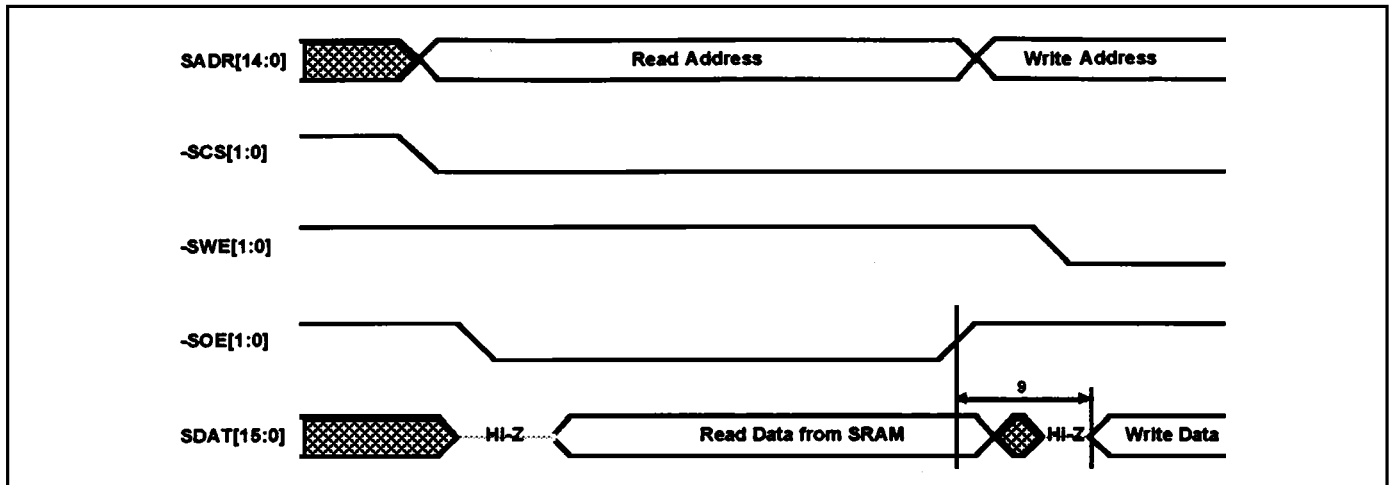 SADR[14:0] Read Address Write Address
-SCS[1:0]
-SWE[1:0]
-SOE[1:0]
9
SDAT[15:0] HI-Z Read Data from SRAM HI-Z Write Data